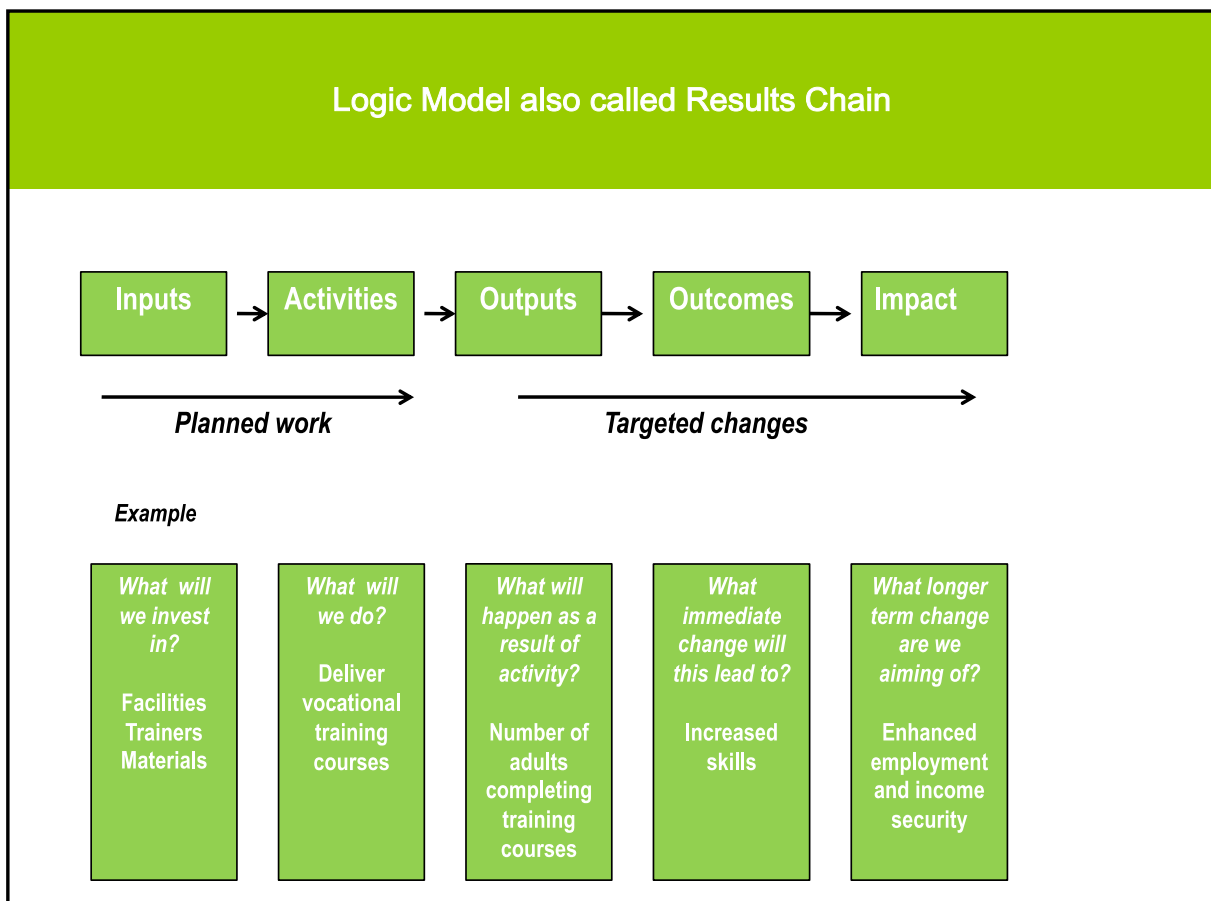 Logic Model also called Results Chain
Inputs
Activities
Outputs
Outcomes
Impact
Planned work
Targeted changes
Example
What will
we invest
in?
Facilities
Trainers
Materials
What will
we do?
Deliver
vocational
training
courses
What will
happen as a
result of
activity?
Number of
adults
completing
training
courses
What
immediate
change will
this lead to?
Increased
skills
What longer
term change
are we
aiming of?
Enhanced
employment
and income
security